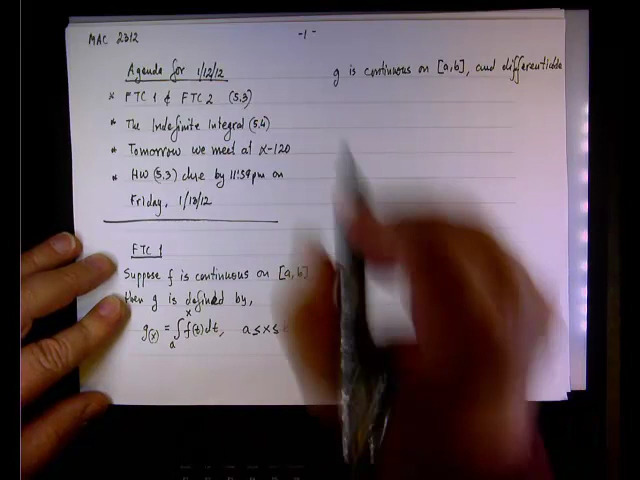 MAC 2312
-1-
Agenda for 1/12/12
* FTC 1 & FTC 2 (5.3)
* The Indefinite Integral (5.4)
* Tomorrow we meet at X-120
* HW (5.3) due by 11:59pm on
Friday, 1/13/12
FTC 1
Suppose f is continuous on [a,b]
then g is defined by,
g(x) = ∫ₐˣ f(t)dt, a ≤ x ≤
g is continuous on [a,b], and differentiable